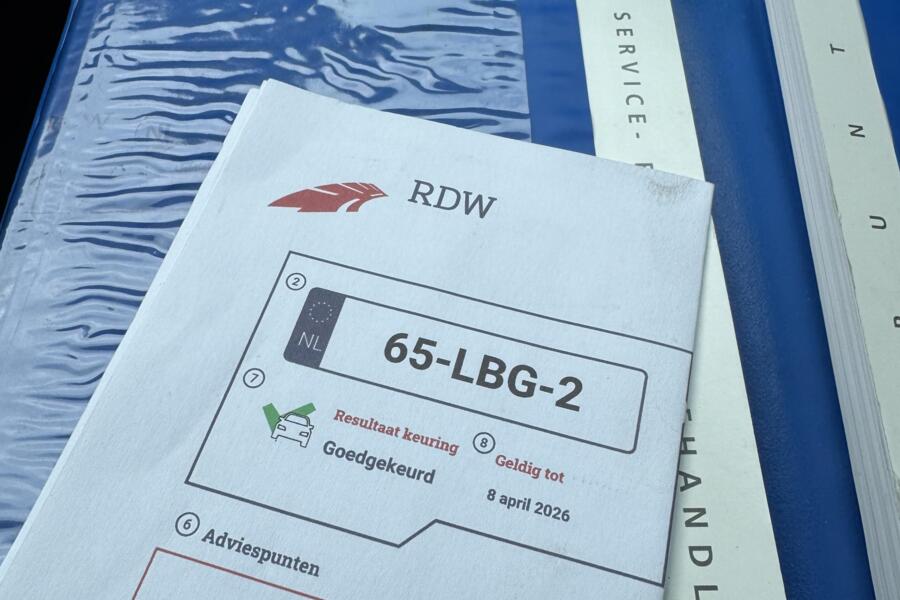 RDW
2
NL
65-LBG-2
7
Resultaat keuring
Goedgekeurd
8
Geldig tot
8 april 2026
6
Adviespunten
SERVICE-
HANDL
T N U